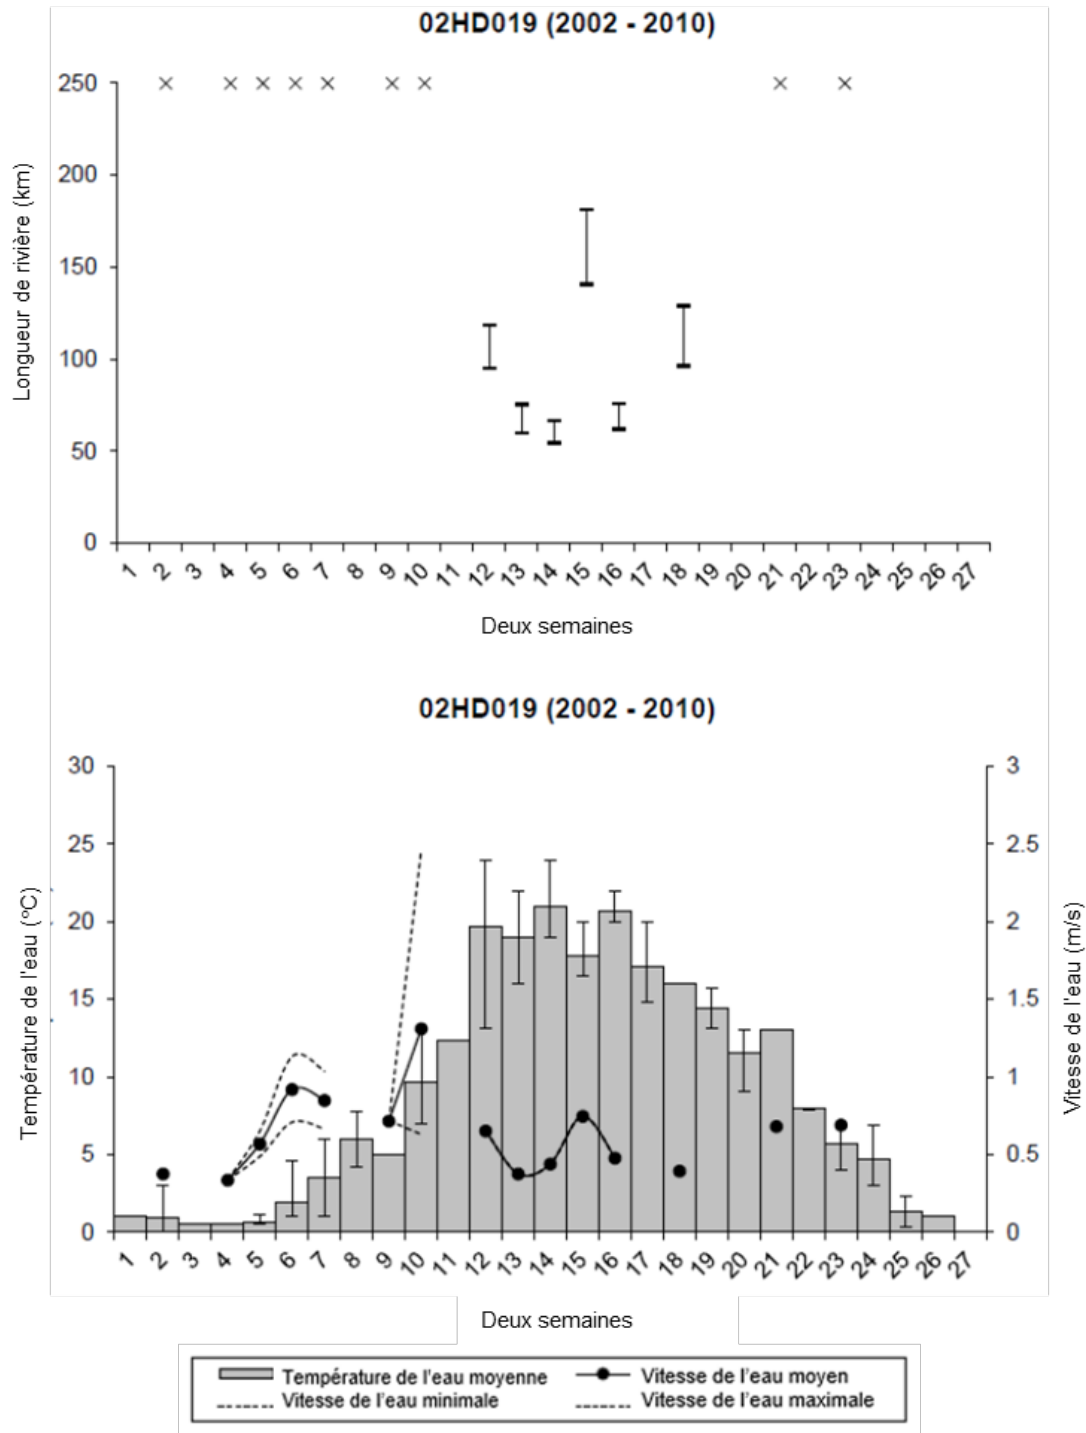 02HD019 (2002 - 2010)
Longueur de rivière (km)
250
200
150
100
50
0
1 2 3 4 5 6 7 8 9 10 11 12 13 14 15 16 17 18 19 20 21 22 23 24 25 26 27
Deux semaines
02HD019 (2002 - 2010)
Température de l'eau (°C)
30
25
20
15
10
5
0
Vitesse de l'eau (m/s)
3
2.5
2
1.5
1
0.5
0
1 2 3 4 5 6 7 8 9 10 11 12 13 14 15 16 17 18 19 20 21 22 23 24 25 26 27
Deux semaines
Température de l'eau moyenne
Vitesse de l'eau moyen
Vitesse de l'eau minimale
Vitesse de l'eau maximale